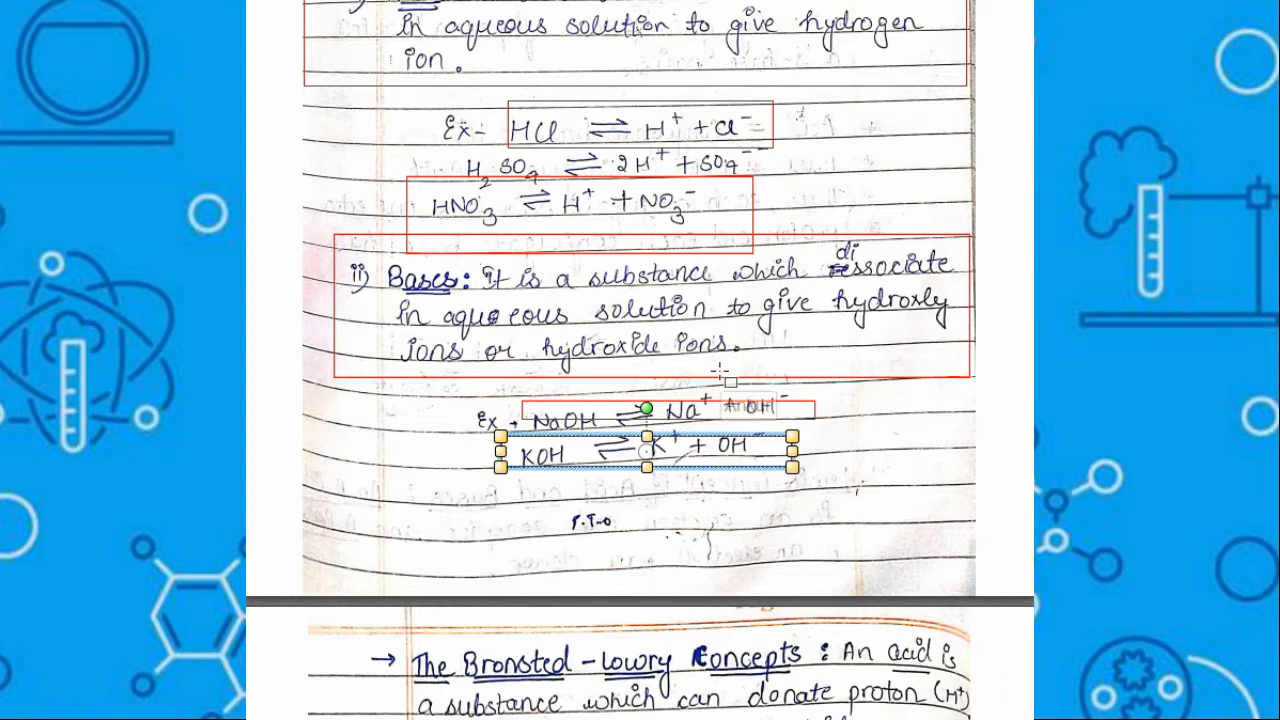 in aqueous solution to give hydrogen
ion.
Ex- HCl ⇌ H⁺ + Cl⁻
H₂SO₄ ⇌ 2H⁺ + SO₄⁻⁻
HNO₃ ⇌ H⁺ + NO₃⁻
ii) Bases: It is a substance which dissociate
in aqueous solution to give hydroxly
ions or hydroxide ions.
Ex → NaOH ⇌ Na⁺ + OH⁻
KOH ⇌ K⁺ + OH⁻
P.T-O
→ The Bronsted-lowry Concepts: An acid is
a substance which can donate proton (H⁺)